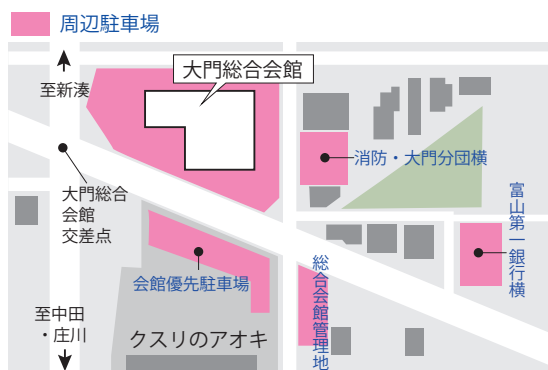 周辺駐車場
大門総合会館
至新湊
消防・大門分団横
大門総合
会館
交差点
富山第一銀行横
会館優先駐車場
総合会館管理地
至中田
・庄川
クスリのアオキ